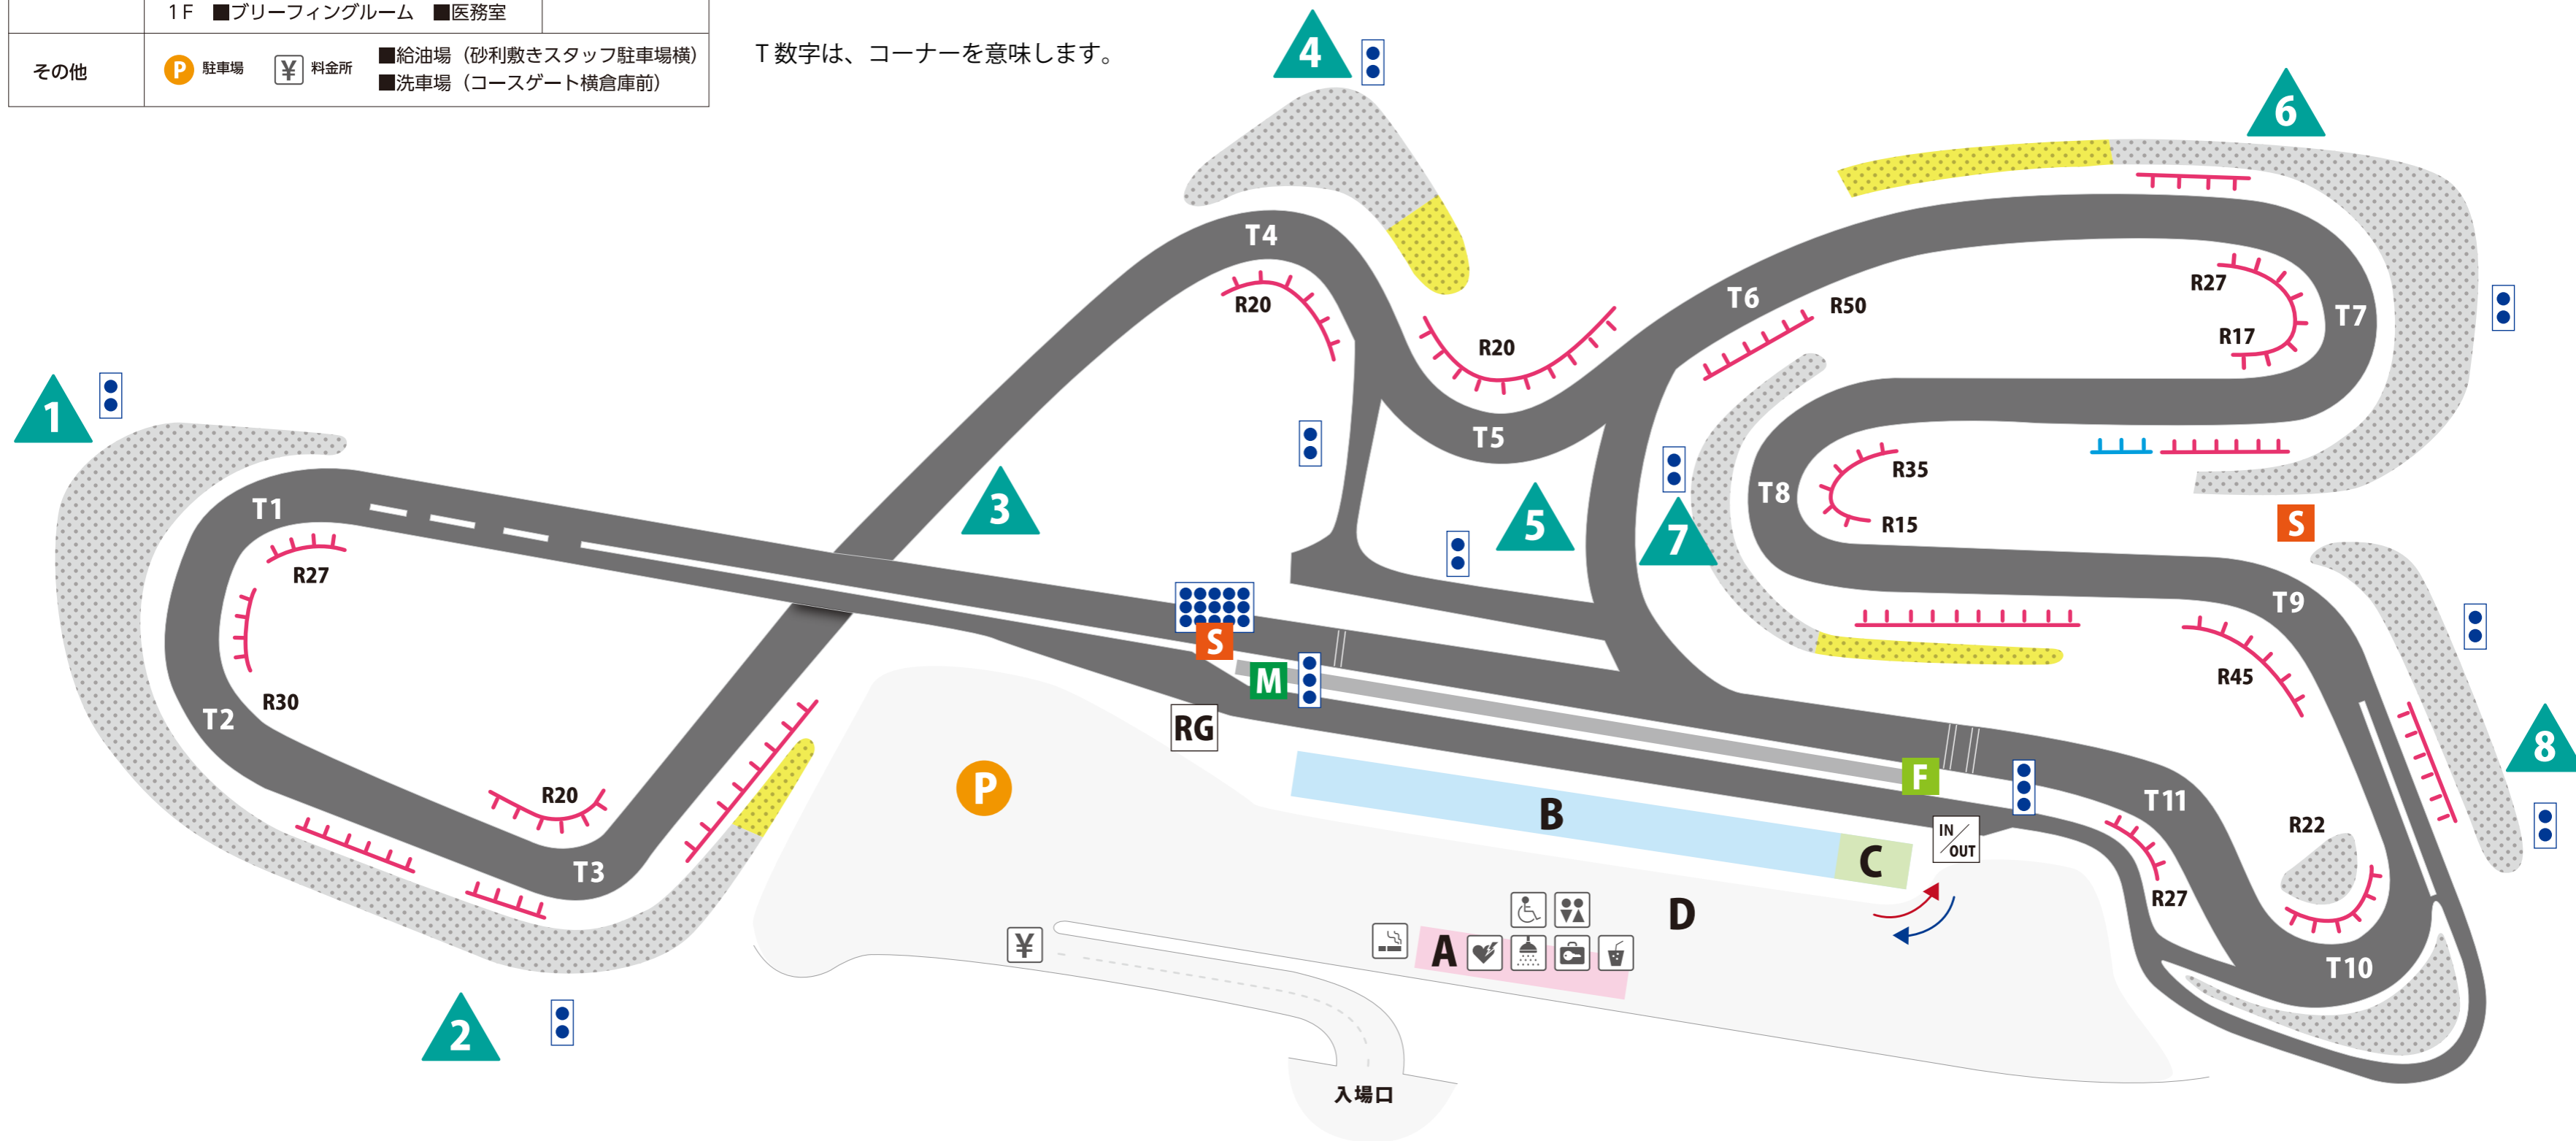 1F ■ブリーフィングルーム ■医務室
その他
P 駐車場 ¥ 料金所
■給油場（砂利敷きスタッフ駐車場横）
■洗車場（コースゲート横倉庫前）
T数字は、コーナーを意味します。
4
6
T4
R20
R20
T5
T6
R50
R27
R17
T7
1
T1
R27
R30
T2
3
5
7
T8
R35
R15
S
T9
R45
8
S
M
RG
F
T11
R27
R22
T10
R20
T3
2
P
B
C
IN/OUT
D
A
¥
入場口